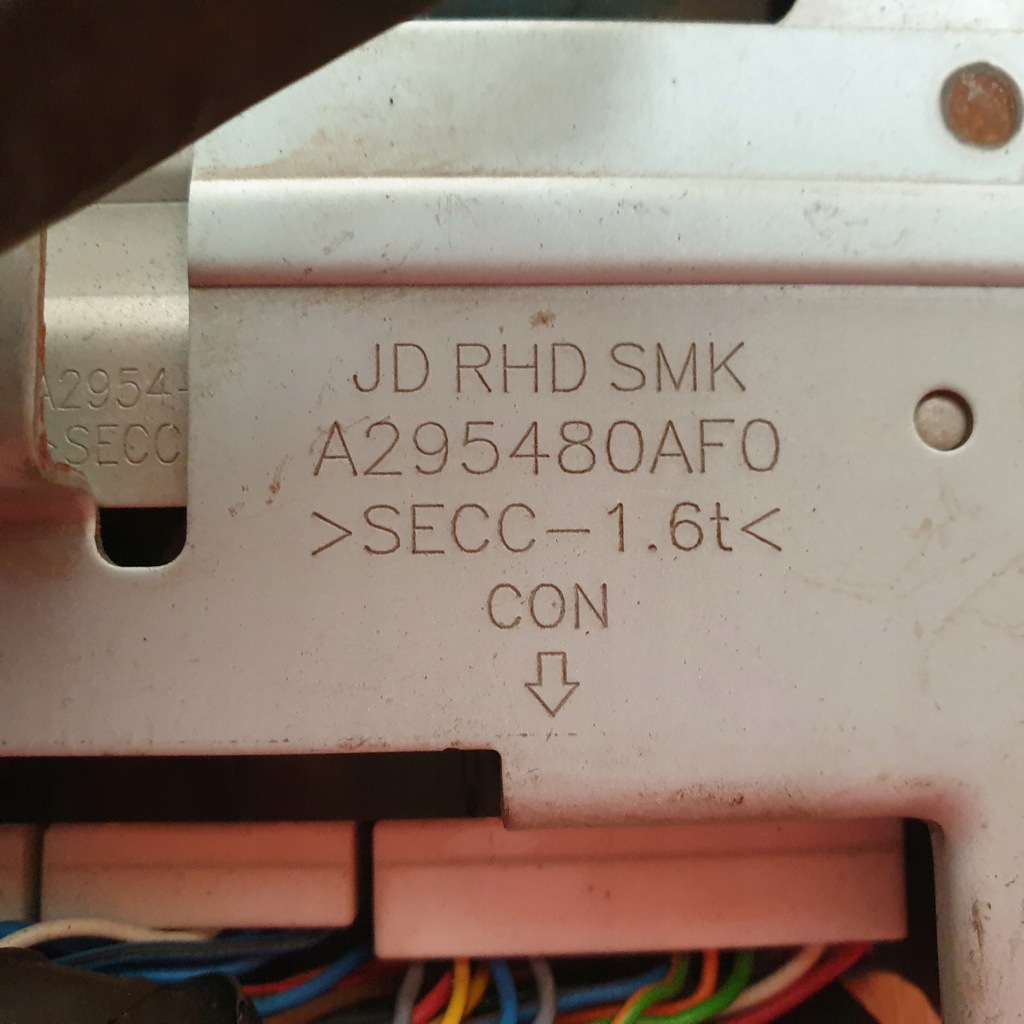 JD RHD SMK
A295480AF0
>SECC-1.6t<
CON
A2954-
>SECC